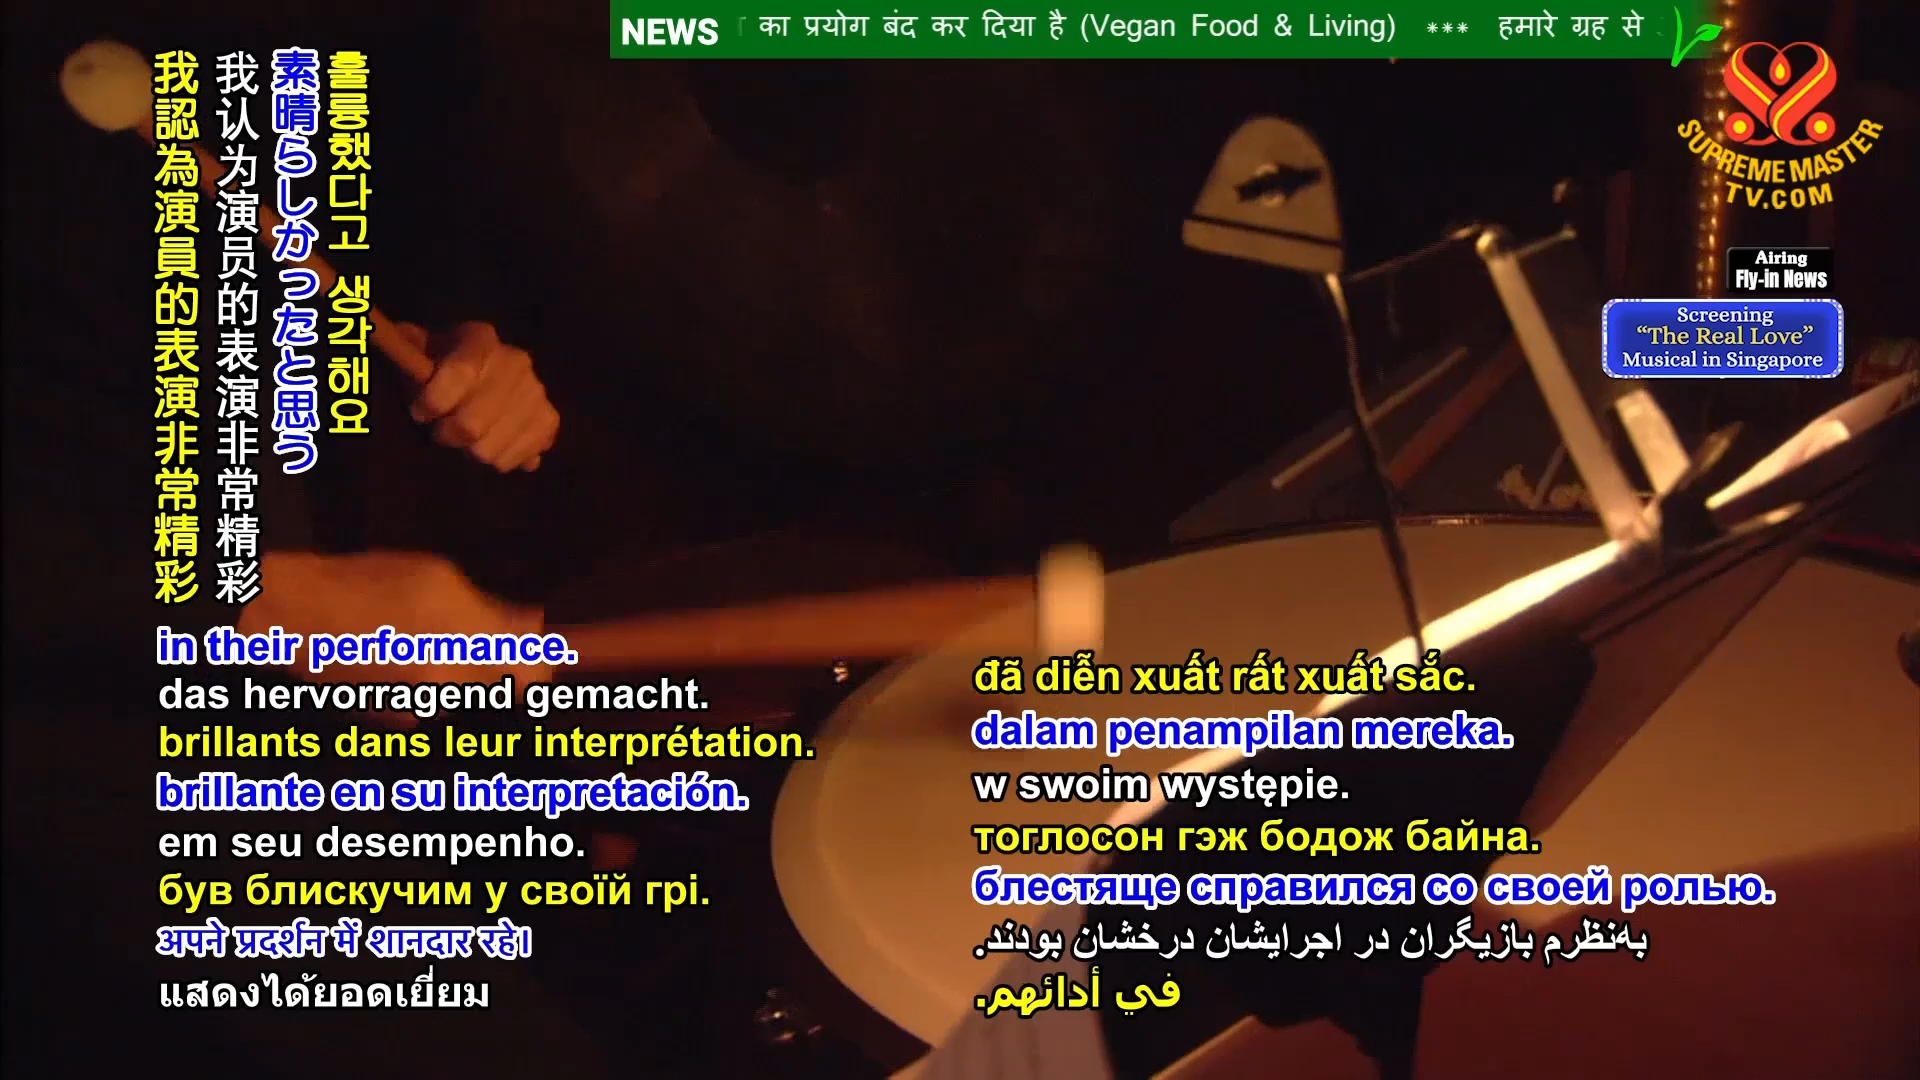 NEWS
का प्रयोग बंद कर दिया है (Vegan Food & Living) *** हमारे ग्रह से
SUPREME MASTER
TV.COM
Airing
Fly-in News
Screening
“The Real Love”
Musical in Singapore
훌륭했다고 생각해요
素晴らしかったと思う
我认为演员的表演非常精彩
我認為演員的表演非常精彩
in their performance.
das hervorragend gemacht.
brillants dans leur interprétation.
brillante en su interpretación.
em seu desempenho.
був блискучим у своїй грі.
अपने प्रदर्शन में शानदार रहे।
แสดงได้ยอดเยี่ยม
đã diễn xuất rất xuất sắc.
dalam penampilan mereka.
w swoim występie.
тоглосон гэж бодож байна.
блестяще справился со своей ролью.
به‌نظرم بازیگران در اجرایشان درخشان بودند.
في أدائهم.